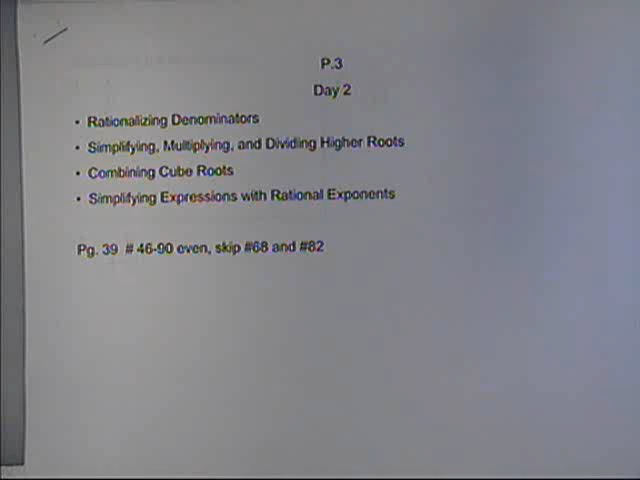 P.3
Day 2
• Rationalizing Denominators
• Simplifying, Multiplying, and Dividing Higher Roots
• Combining Cube Roots
• Simplifying Expressions with Rational Exponents
Pg. 39 # 46-90 even, skip #68 and #82